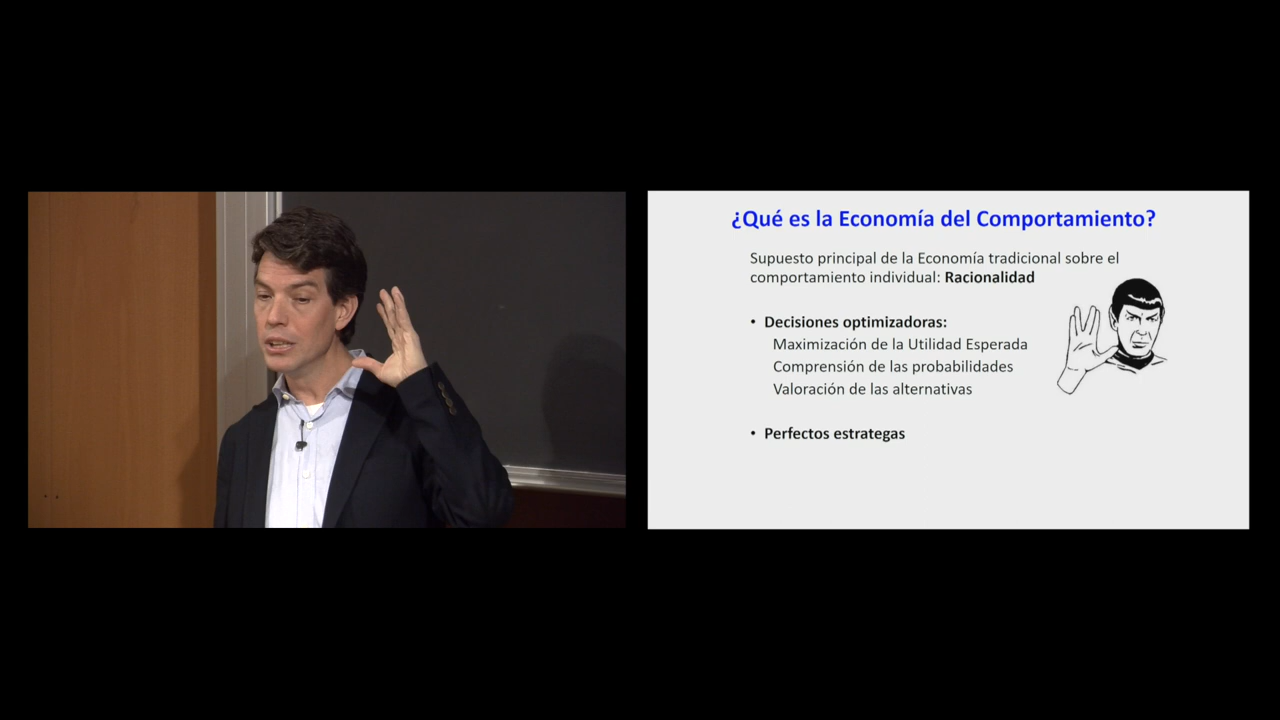 ¿Qué es la Economía del Comportamiento?
Supuesto principal de la Economía tradicional sobre el
comportamiento individual: Racionalidad
• Decisiones optimizadoras:
Maximización de la Utilidad Esperada
Comprensión de las probabilidades
Valoración de las alternativas
• Perfectos estrategas